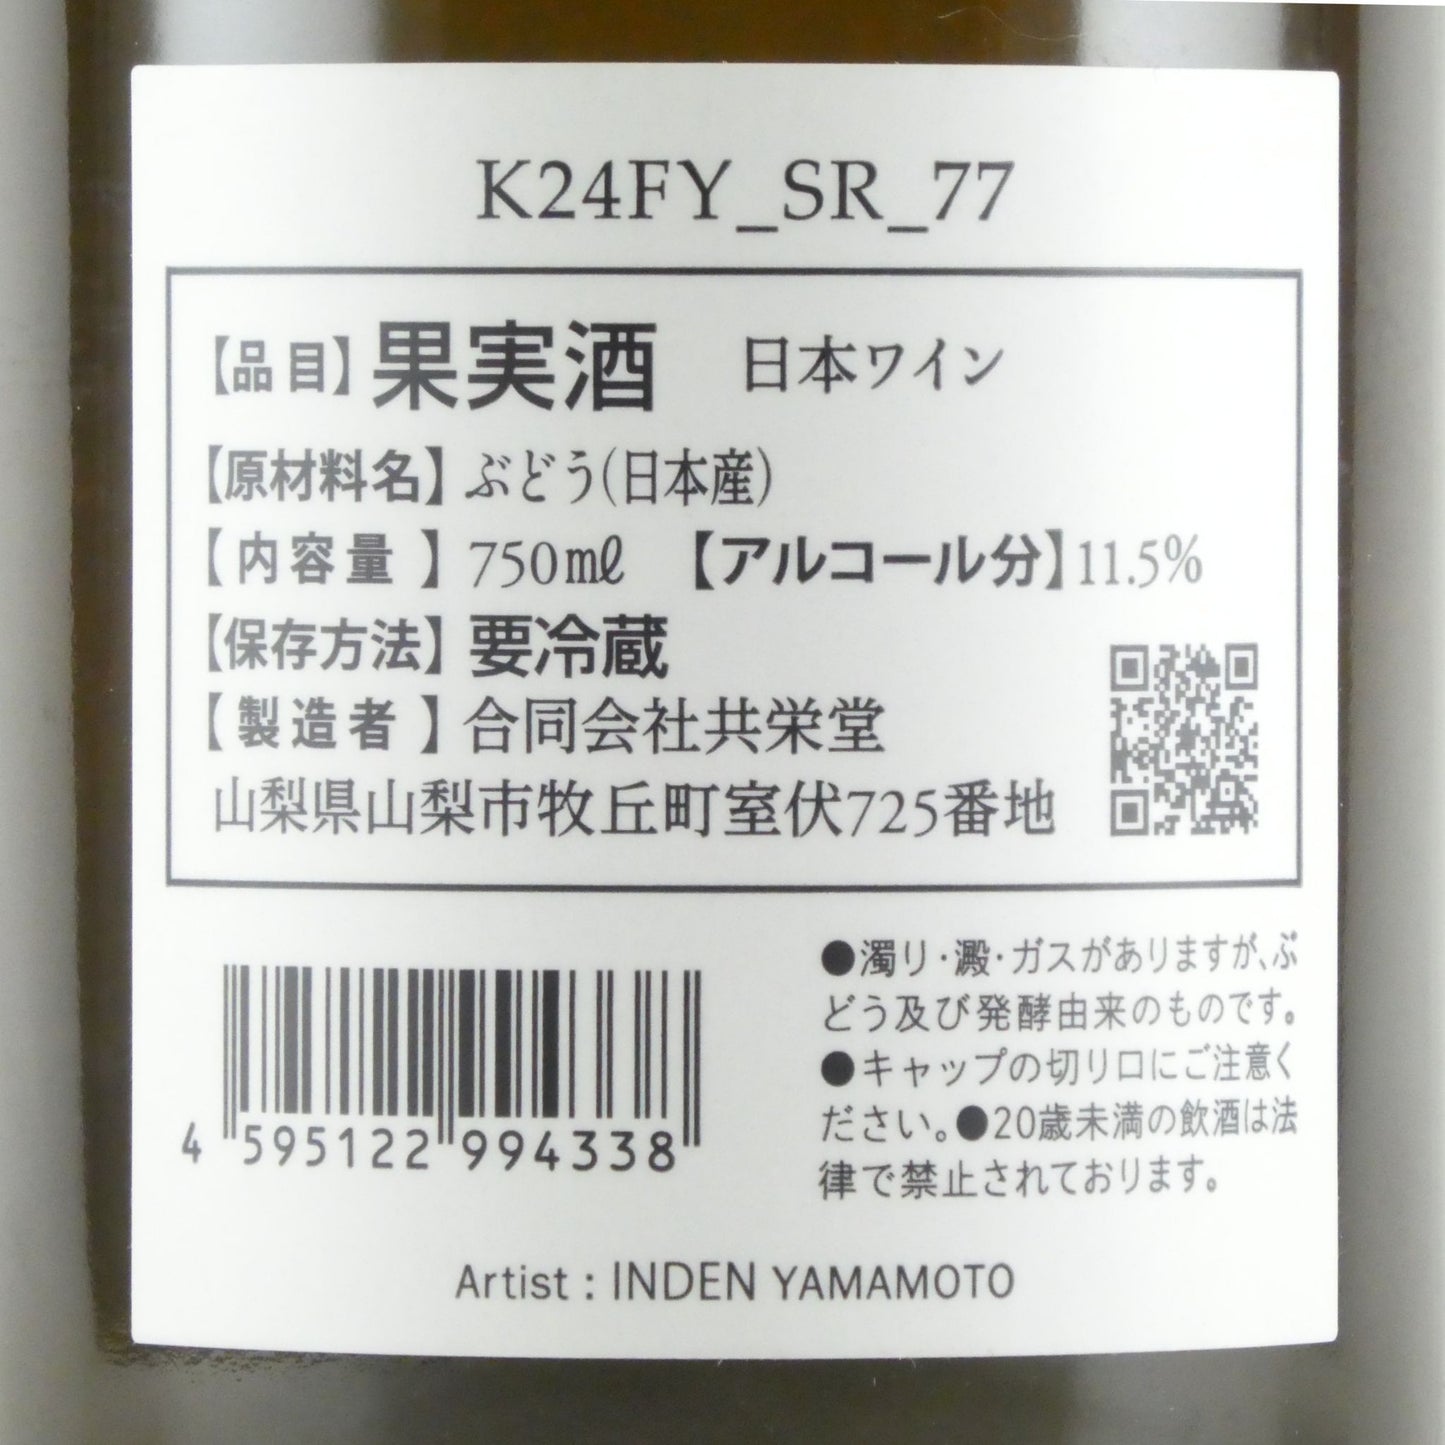 K24FY_SR_77
【品目】果実酒 日本ワイン
【原材料名】ぶどう(日本産)
【内容量】750㎖ 【アルコール分】11.5%
【保存方法】要冷蔵
【製造者】合同会社共栄堂
山梨県山梨市牧丘町室伏725番地
●濁り・澱・ガスがありますが、ぶ
どう及び発酵由来のものです。
●キャップの切り口にご注意く
ださい。●20歳未満の飲酒は法
律で禁止されております。
4 595122 994338
Artist : INDEN YAMAMOTO